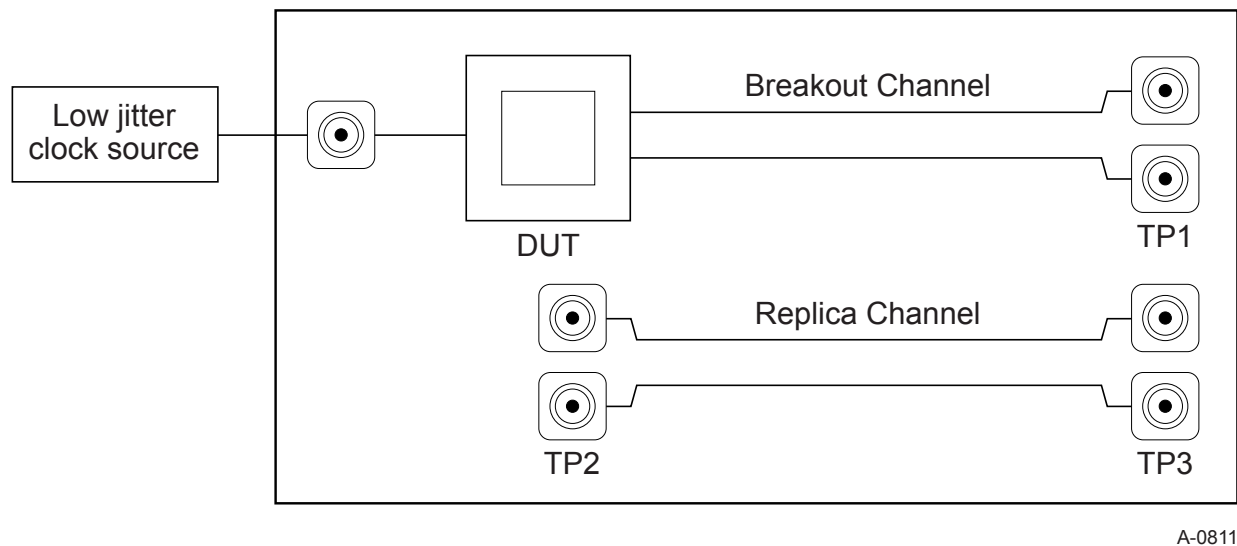 Low jitter
clock source
Breakout Channel
DUT
TP1
Replica Channel
TP2
TP3
A-0811